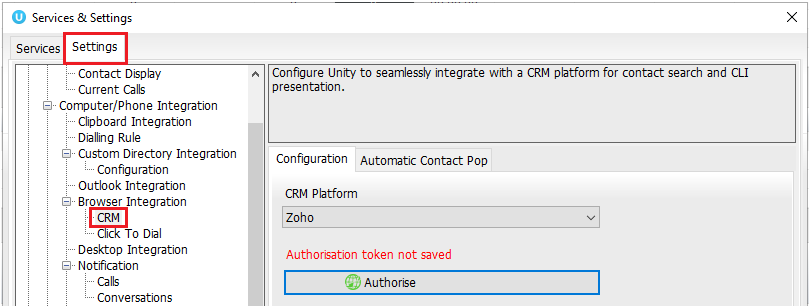 U Services & Settings
Services Settings
Contact Display
Current Calls
Computer/Phone Integration
Clipboard Integration
Dialling Rule
Custom Directory Integration
Configuration
Outlook Integration
Browser Integration
CRM
Click To Dial
Desktop Integration
Notification
Calls
Conversations
Configure Unity to seamlessly integrate with a CRM platform for contact search and CLI
presentation.
Configuration Automatic Contact Pop
CRM Platform
Zoho
Authorisation token not saved
Authorise